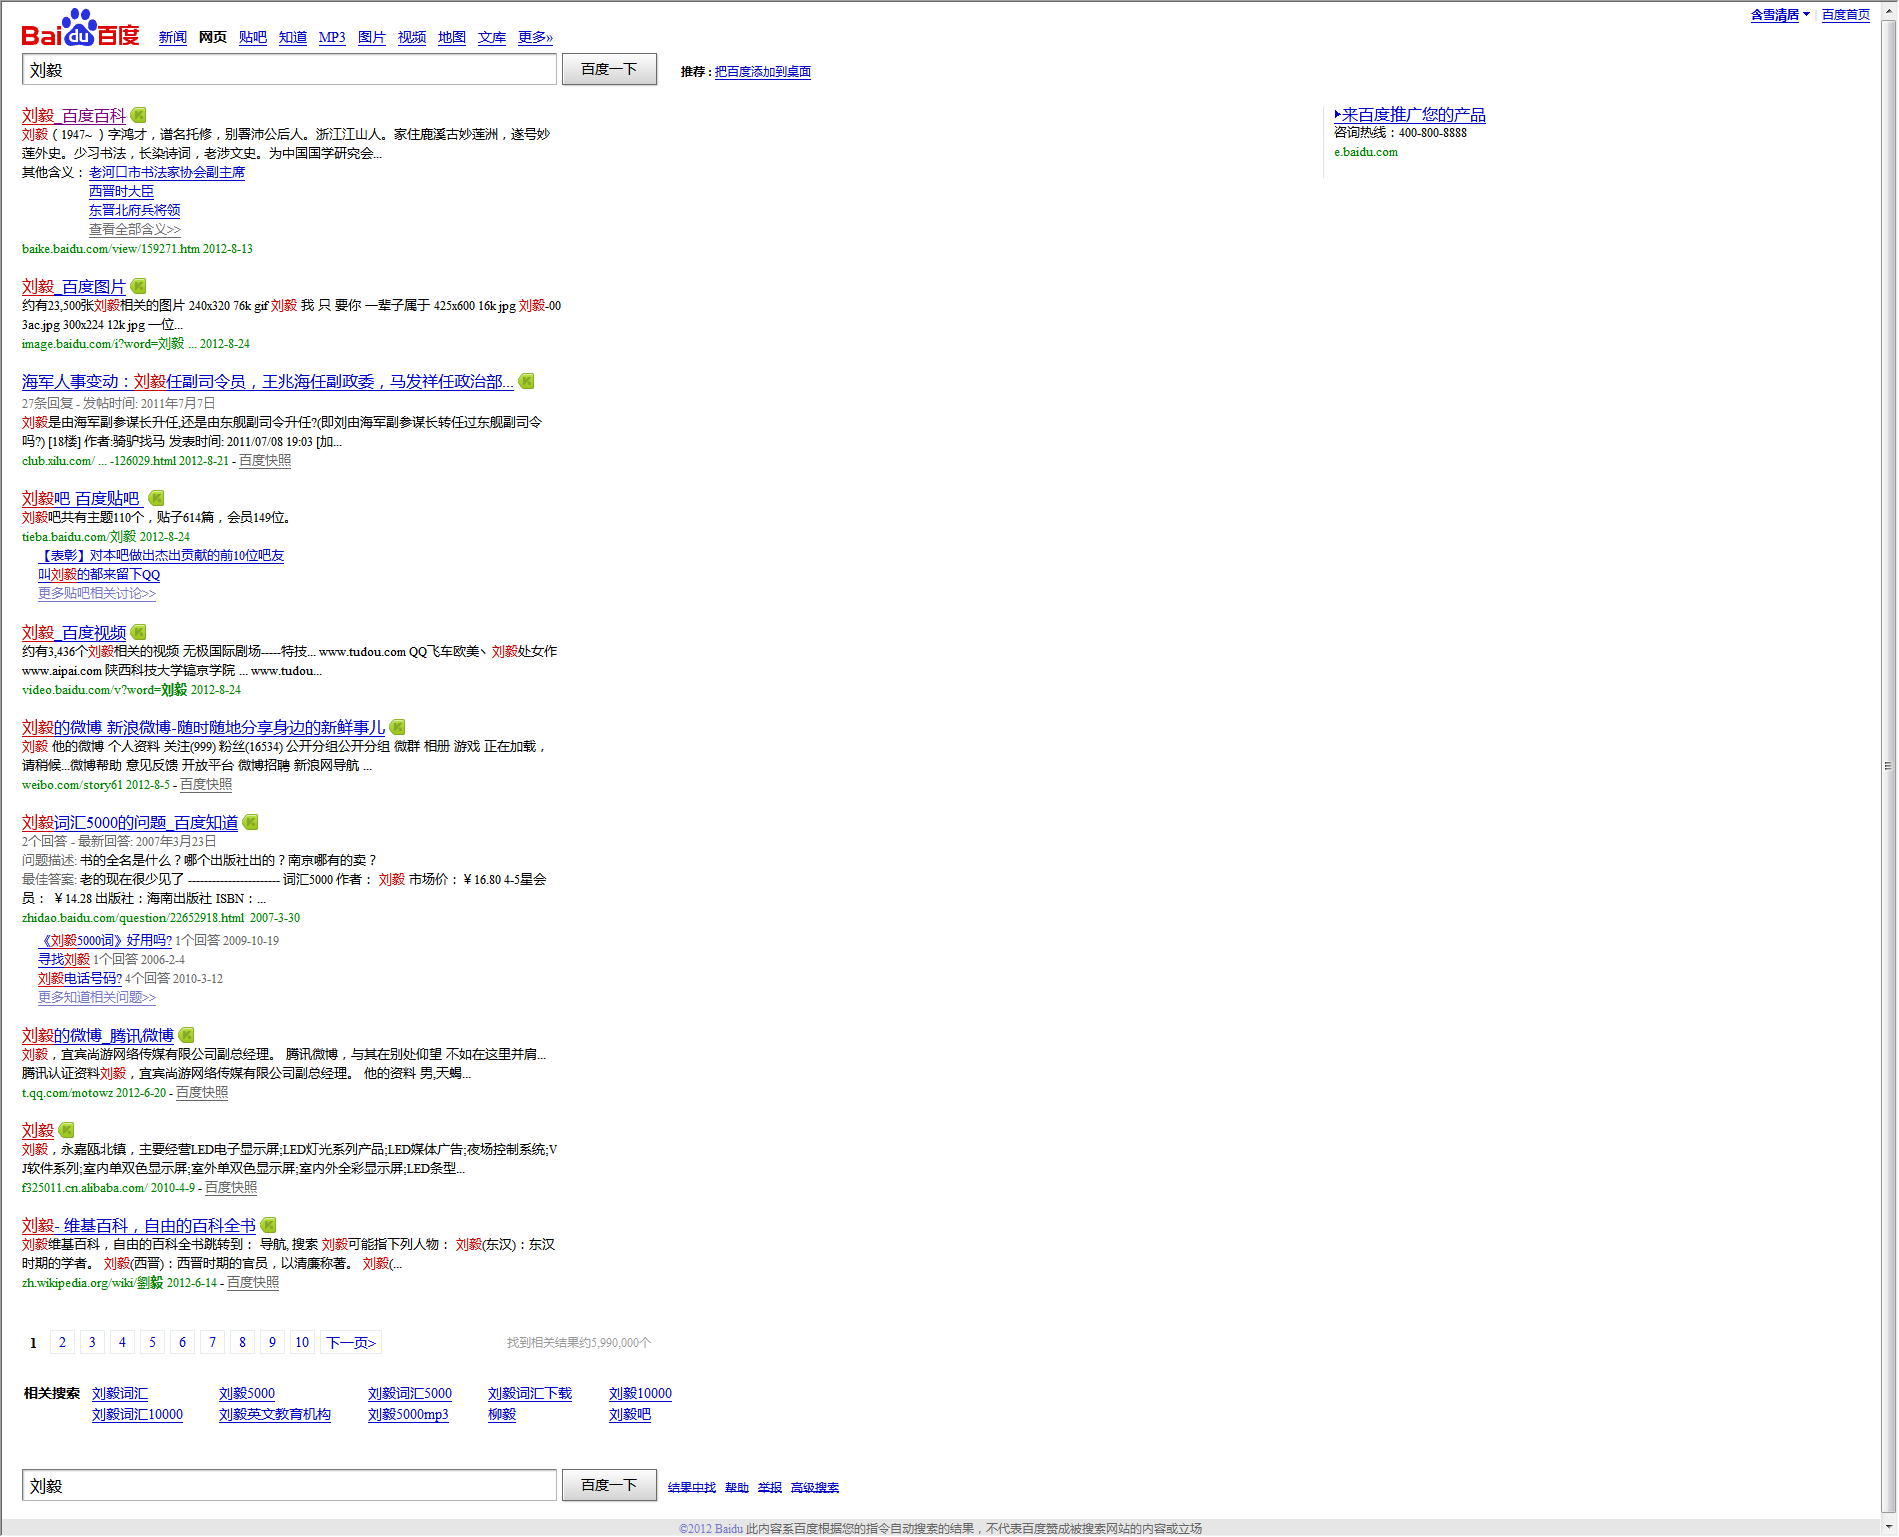 含雪清居 | 百度首页
Bai du 百度 新闻 网页 贴吧 知道 MP3 图片 视频 地图 文库 更多»
刘毅 百度一下 推荐 : 把百度添加到桌面
刘毅_百度百科
刘毅（1947~ ）字鸿才，谱名托修，别署沛公后人。浙江江山人。家住鹿溪古妙莲洲，遂号妙
莲外史。少习书法，长染诗词，老涉文史。为中国国学研究会...
其他含义： 老河口市书法家协会副主席
西晋时大臣
东晋北府兵将领
查看全部含义>>
baike.baidu.com/view/159271.htm 2012-8-13
来百度推广您的产品
咨询热线：400-800-8888
e.baidu.com
刘毅_百度图片
约有23,500张刘毅相关的图片 240x320 76k gif 刘毅 我 只 要你 一辈子属于 425x600 16k jpg 刘毅-00
3ac.jpg 300x224 12k jpg 一位...
image.baidu.com/i?word=刘毅 ... 2012-8-24
海军人事变动：刘毅任副司令员，王兆海任副政委，马发祥任政治部...
27条回复 - 发帖时间: 2011年7月7日
刘毅是由海军副参谋长升任,还是由东舰副司令升任?(即刘由海军副参谋长转任过东舰副司令
吗?) [18楼] 作者:骑驴找马 发表时间: 2011/07/08 19:03 [加...
club.xilu.com/ ... -126029.html 2012-8-21 - 百度快照
刘毅吧 百度贴吧
刘毅吧共有主题110个，贴子614篇，会员149位。
tieba.baidu.com/刘毅 2012-8-24
【表彰】对本吧做出杰出贡献的前10位吧友
叫刘毅的都来留下QQ
更多贴吧相关讨论>>
刘毅_百度视频
约有3,436个刘毅相关的视频 无极国际剧场-----特技... www.tudou.com QQ飞车欧美丶刘毅处女作
www.aipai.com 陕西科技大学镐京学院 ... www.tudou...
video.baidu.com/v?word=刘毅 2012-8-24
刘毅的微博 新浪微博-随时随地分享身边的新鲜事儿
刘毅 他的微博 个人资料 关注(999) 粉丝(16534) 公开分组公开分组 微群 相册 游戏 正在加载，
请稍候...微博帮助 意见反馈 开放平台 微博招聘 新浪网导航 ...
weibo.com/story61 2012-8-5 - 百度快照
刘毅词汇5000的问题_百度知道
2个回答 - 最新回答: 2007年3月23日
问题描述: 书的全名是什么？哪个出版社出的？南京哪有的卖？
最佳答案: 老的现在很少见了 ----------------------- 词汇5000 作者： 刘毅 市场价：￥16.80 4-5星会
员： ￥14.28 出版社：海南出版社 ISBN：...
zhidao.baidu.com/question/22652918.html 2007-3-30
《刘毅5000词》好用吗? 1个回答 2009-10-19
寻找刘毅 1个回答 2006-2-4
刘毅电话号码? 4个回答 2010-3-12
更多知道相关问题>>
刘毅的微博_腾讯微博
刘毅，宜宾尚游网络传媒有限公司副总经理。 腾讯微博，与其在别处仰望 不如在这里并肩...
腾讯认证资料刘毅，宜宾尚游网络传媒有限公司副总经理。 他的资料 男,天蝎...
t.qq.com/motowz 2012-6-20 - 百度快照
刘毅
刘毅，永嘉瓯北镇，主要经营LED电子显示屏;LED灯光系列产品;LED媒体广告;夜场控制系统;V
J软件系列;室内单双色显示屏;室外单双色显示屏;室内外全彩显示屏;LED条型...
f325011.cn.alibaba.com/ 2010-4-9 - 百度快照
刘毅- 维基百科，自由的百科全书
刘毅维基百科，自由的百科全书跳转到： 导航, 搜索 刘毅可能指下列人物： 刘毅(东汉)：东汉
时期的学者。 刘毅(西晋)：西晋时期的官员，以清廉称著。 刘毅(...
zh.wikipedia.org/wiki/劉毅 2012-6-14 - 百度快照
1 2 3 4 5 6 7 8 9 10 下一页> 找到相关结果约5,990,000个
相关搜索 刘毅词汇 刘毅5000 刘毅词汇5000 刘毅词汇下载 刘毅10000
刘毅词汇10000 刘毅英文教育机构 刘毅5000mp3 柳毅 刘毅吧
刘毅 百度一下 结果中找 帮助 举报 高级搜索
©2012 Baidu 此内容系百度根据您的指令自动搜索的结果，不代表百度赞成被搜索网站的内容或立场